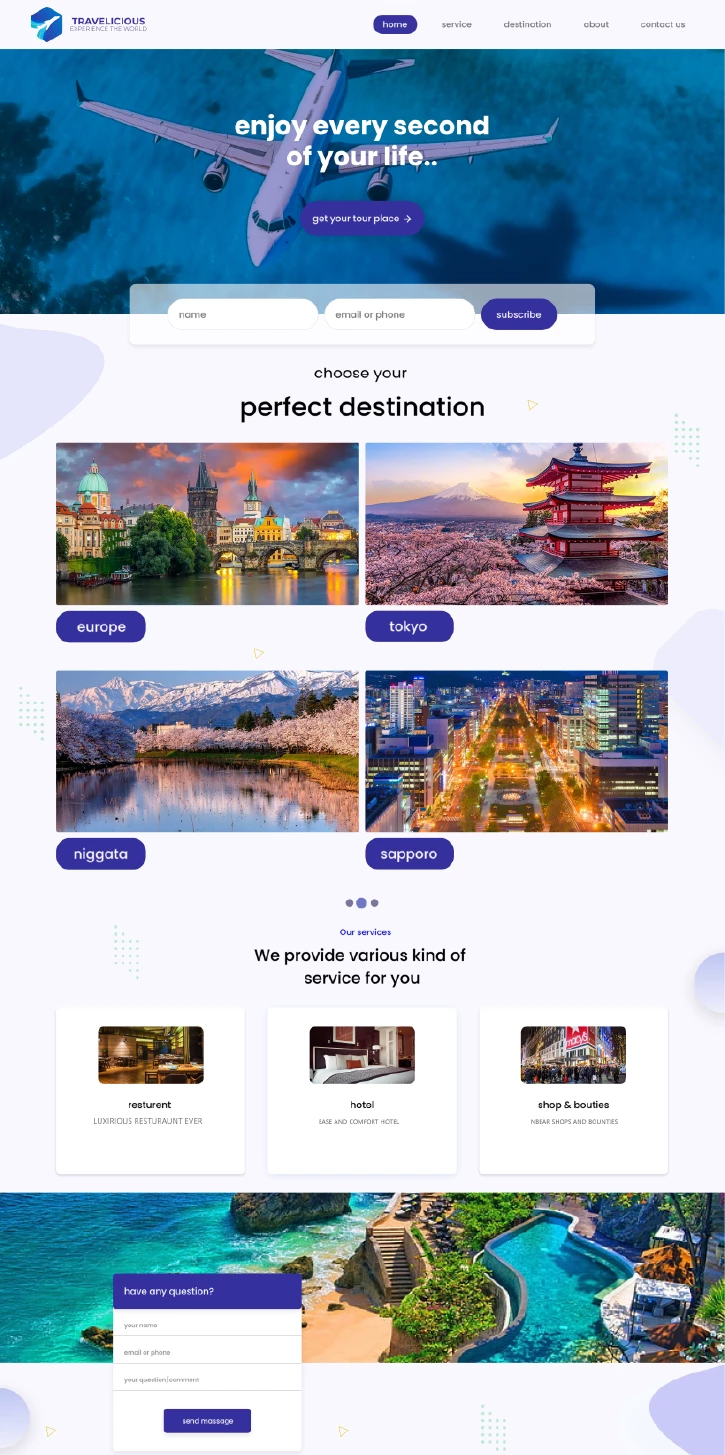 TRAVELICIOUS
EXPERIENCE THE WORLD
home service destination about contact us
enjoy every second
of your life..
get your tour place →
name email or phone subscribe
choose your
perfect destination
europe tokyo
niggata sapporo
Our services
We provide various kind of
service for you
macy's
resturent hotel shop & bouties
LUXIRIOUS RESTURAUNT EVER EASE AND COMFORT HOTEL NBEAR SHOPS AND BOUNTIES
have any question?
your name
email or phone
your question/comment
send massage